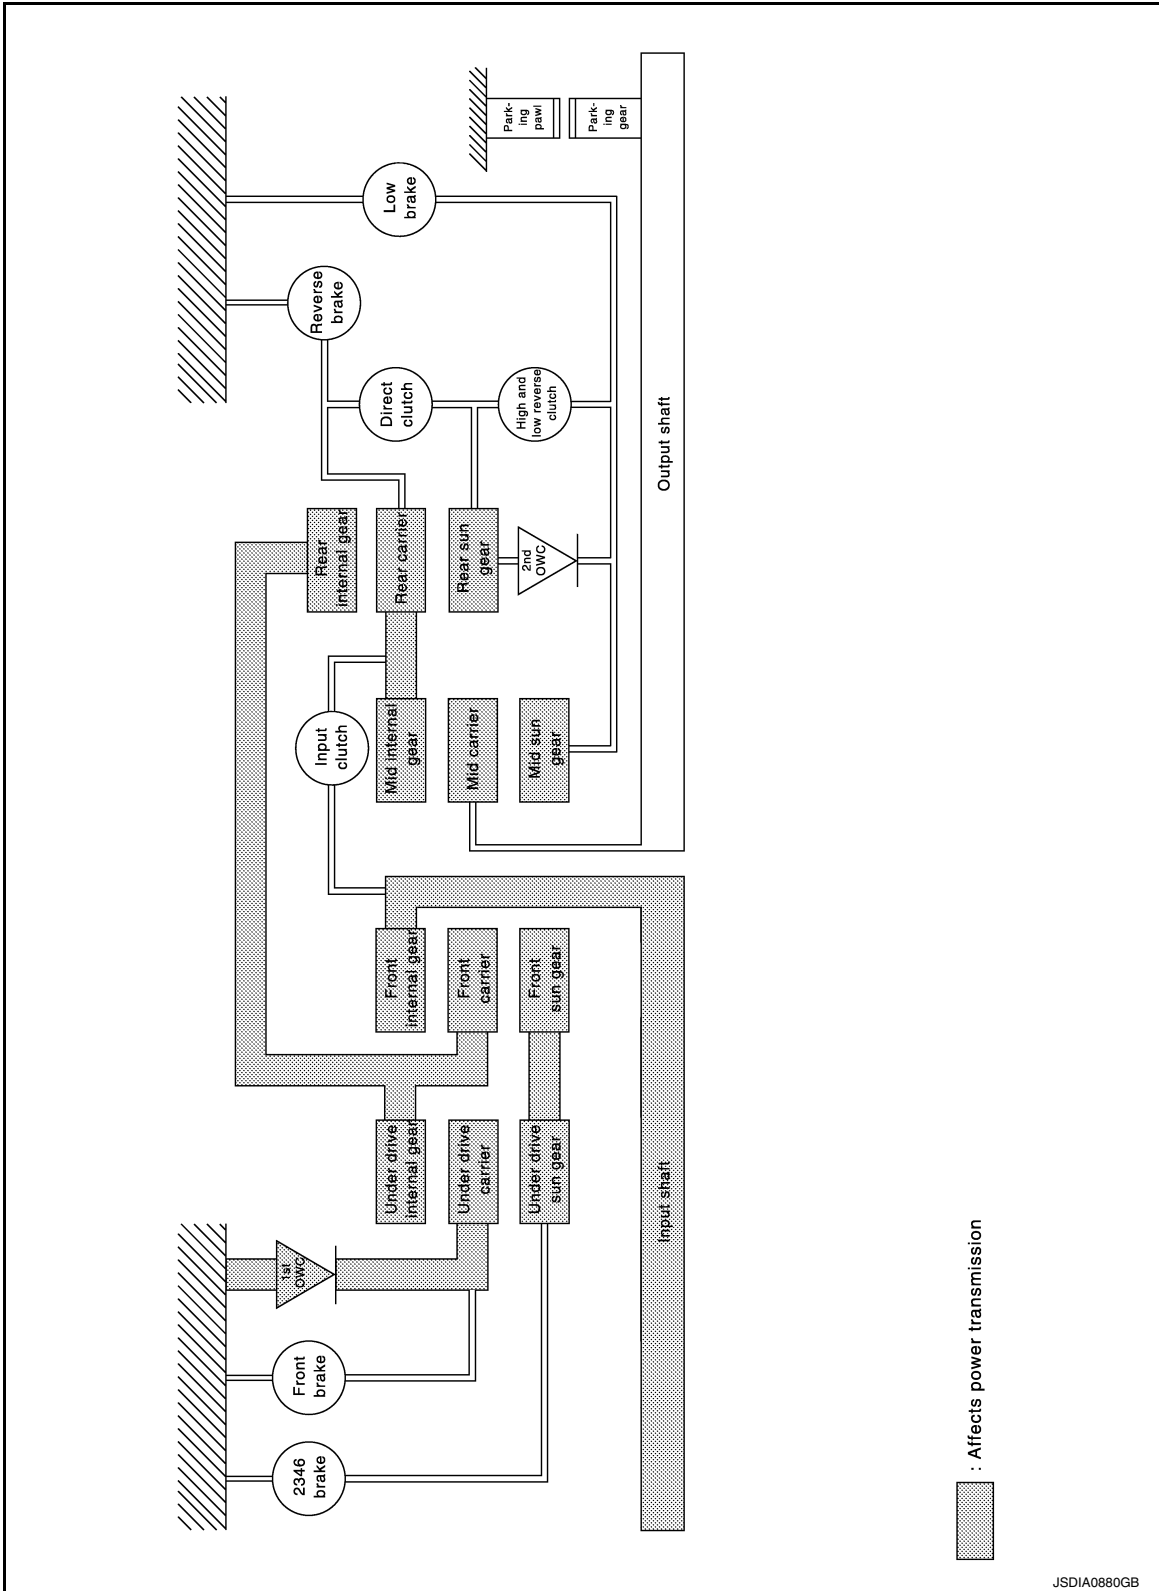 Park-
ing
pawl
Park-
ing
gear
Low
brake
Reverse
brake
Direct
clutch
High and
low reverse
clutch
Output shaft
Rear
internal gear
Rear carrier
Rear sun
gear
2nd
OWC
Input
clutch
Mid internal
gear
Mid carrier
Mid sun
gear
Front
internal gear
Front
carrier
Front
sun gear
Under drive
internal gear
Under drive
carrier
Under drive
sun gear
Input shaft
1st
OWC
Front
brake
2346
brake
: Affects power transmission
JSDIA0880GB